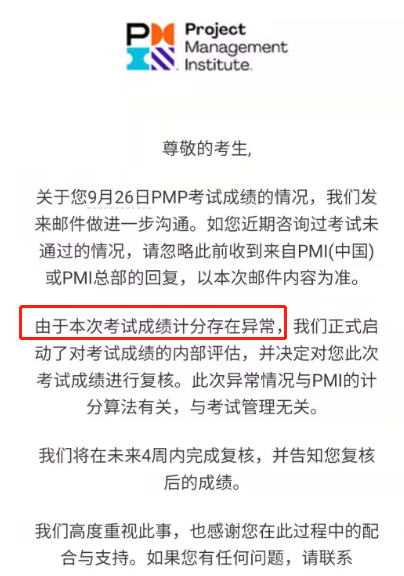 Project
Management
Institute.
尊敬的考生,
关于您9月26日PMP考试成绩的情况，我们发
来邮件做进一步沟通。如您近期咨询过考试未
通过的情况，请忽略此前收到来自PMI(中国)
或PMI总部的回复，以本次邮件内容为准。
由于本次考试成绩计分存在异常，我们正式启
动了对考试成绩的内部评估，并决定对您此次
考试成绩进行复核。此次异常情况与PMI的计
分算法有关，与考试管理无关。
我们将在未来4周内完成复核，并告知您复核
后的成绩。
我们高度重视此事，也感谢您在此过程中的配
合与支持。如果您有任何问题，请联系